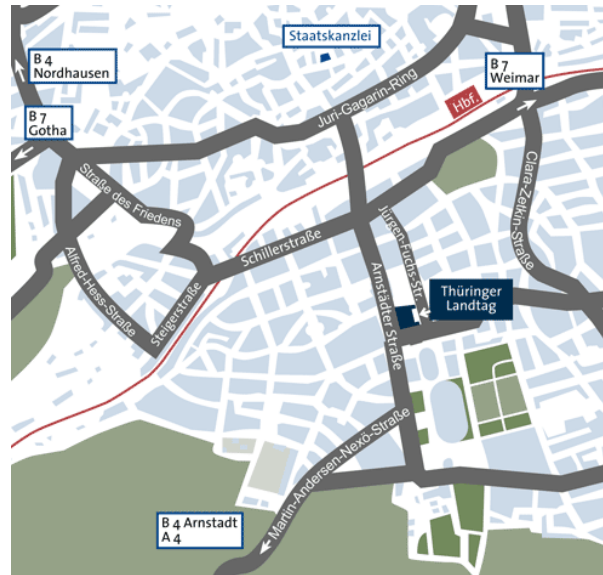 Staatskanzlei
B 4
Nordhausen
B 7
Weimar
Hbf.
Juri-Gagarin-Ring
B 7
Gotha
Straße des Friedens
Clara-Zetkin-Straße
Jürgen-Fuchs-Str.
Schillerstraße
Alfred-Hess-Straße
Steigerstraße
Arnstädter Straße
Thüringer
Landtag
Martin-Andersen-Nexö-Straße
B 4 Arnstadt
A 4